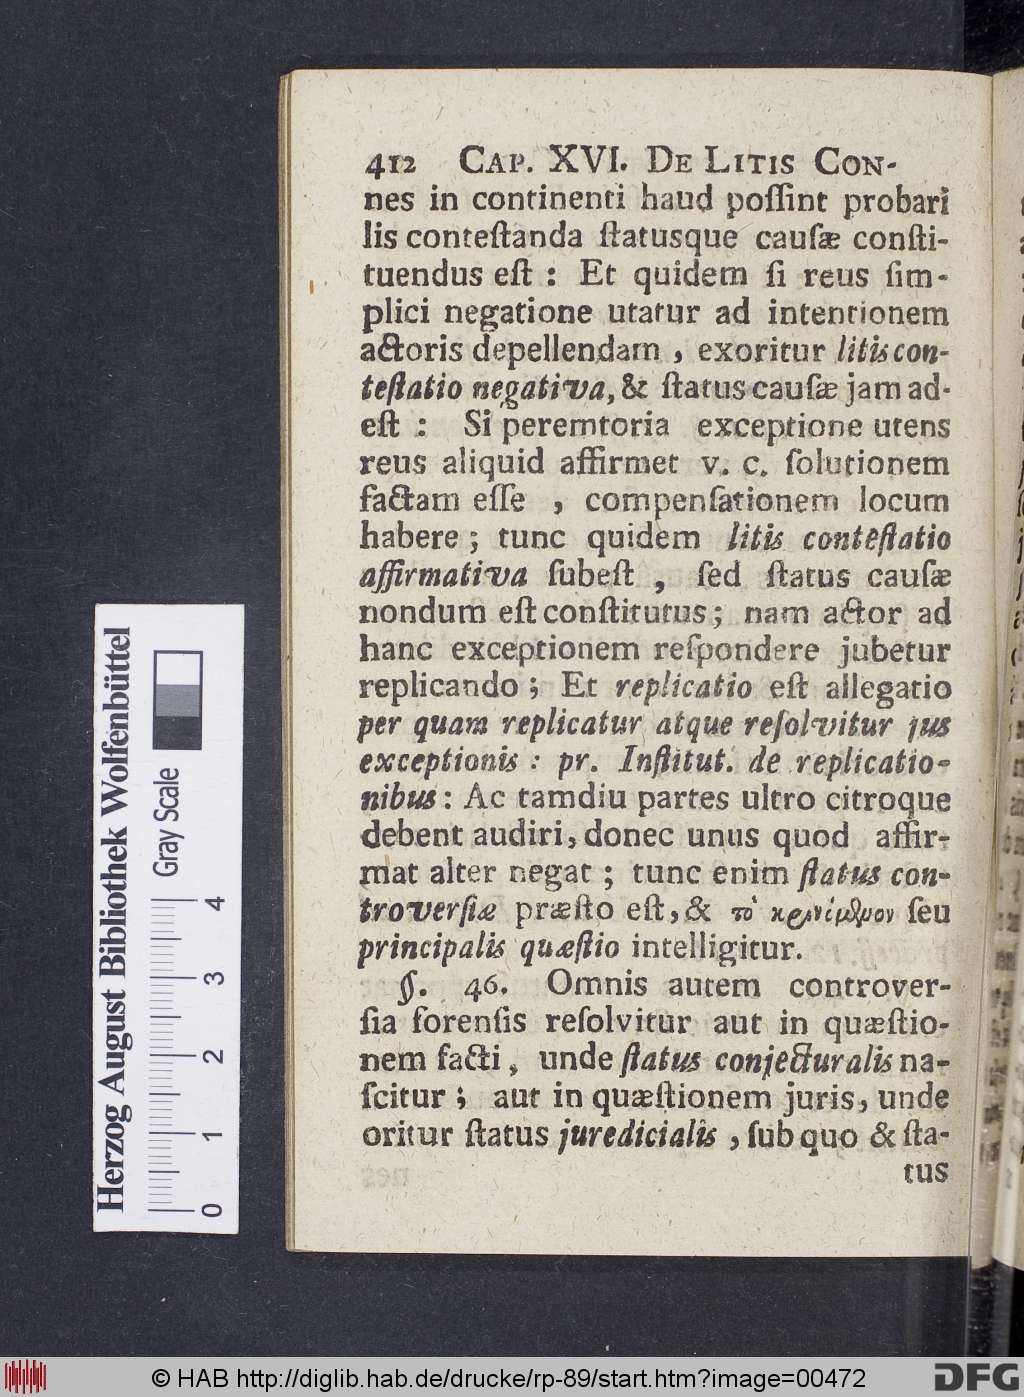 412 CAP. XVI. DE LITIS CON-
nes in continenti haud poſſint probari
lis conteſtanda ſtatusque cauſæ conſti-
tuendus eſt : Et quidem ſi reus ſim-
plici negatione utatur ad intentionem
actoris depellendam , exoritur litis con-
teſtatio negativa, & ſtatus cauſæ jam ad-
eſt : Si peremtoria exceptione utens
reus aliquid affirmet v. c. ſolutionem
factam eſſe , compenſationem locum
habere ; tunc quidem litis conteſtatio
affirmativa ſubeſt , ſed ſtatus cauſæ
nondum eſt conſtitutus ; nam actor ad
hanc exceptionem reſpondere jubetur
replicando ; Et replicatio eſt allegatio
per quam replicatur atque reſolvitur jus
exceptionis : pr. Inſtitut. de replicatio-
nibus : Ac tamdiu partes ultro citroque
debent audiri, donec unus quod affir-
mat alter negat ; tunc enim ſtatus con-
troverſiæ præſto eſt, & τὸ κρινόμενον ſeu
principalis quæſtio intelligitur.
§. 46. Omnis autem controver-
ſia forenſis reſolvitur aut in quæſtio-
nem facti , unde ſtatus conjecturalis na-
ſcitur ; aut in quæſtionem juris, unde
oritur ſtatus juredicialis , ſub quo & ſta-
tus
Herzog August Bibliothek Wolfenbüttel
Gray Scale
0 1 2 3 4
© HAB http://diglib.hab.de/drucke/rp-89/start.htm?image=00472
DFG